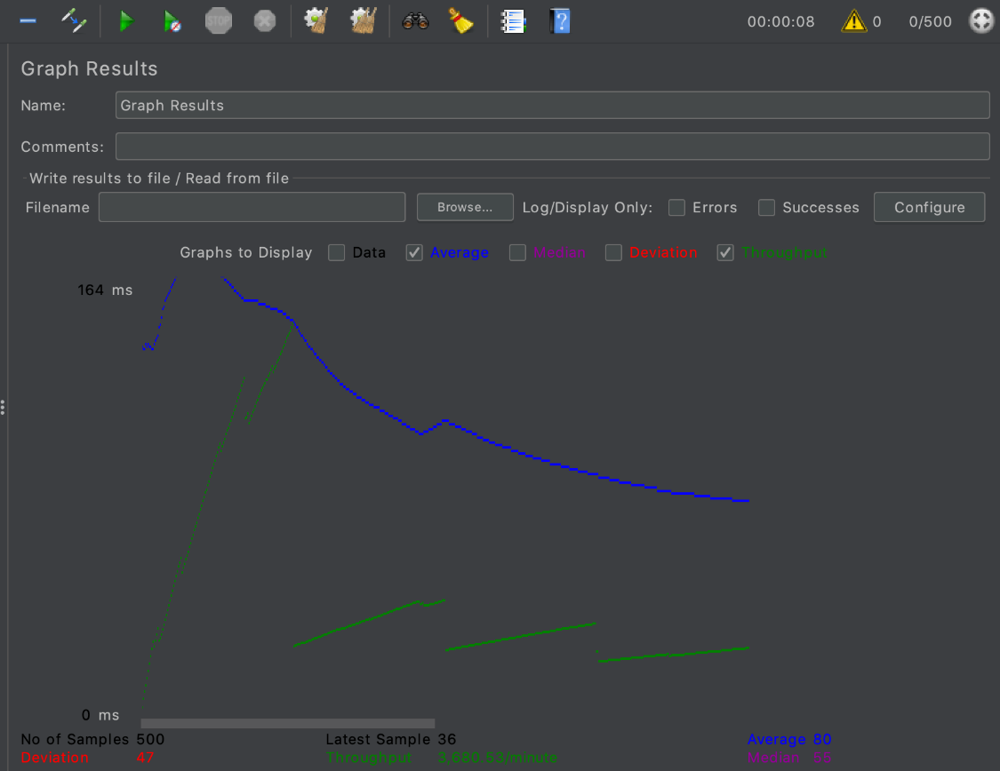 STOP
00:00:08 0 0/500
Graph Results
Name: Graph Results
Comments:
Write results to file / Read from file
Filename Browse... Log/Display Only: Errors Successes Configure
Graphs to Display Data Average Median Deviation Throughput
164 ms
0 ms
No of Samples 500 Latest Sample 36 Average 80
Deviation 47 Throughput 3,680.53/minute Median